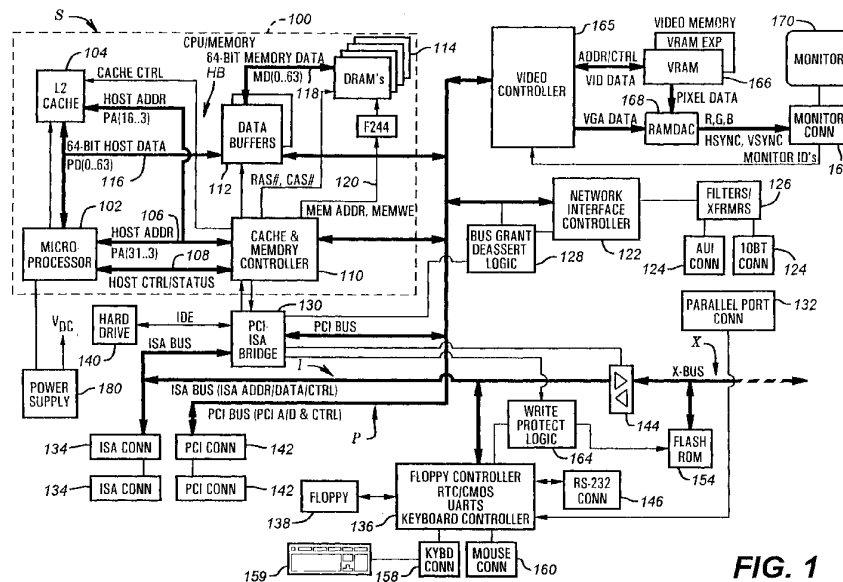 S
100
CPU/MEMORY
104
L2
CACHE
CACHE CTRL
HB
64-BIT MEMORY DATA
MD(0..63)
118
DRAM's
114
HOST ADDR
PA(16..3)
DATA
BUFFERS
112
F244
64-BIT HOST DATA
PD(0..63)
116
120
RAS#, CAS#
MEM ADDR, MEMWE
102
106
MICRO-
PROCESSOR
HOST ADDR
PA(31..3)
108
HOST CTRL/STATUS
CACHE &
MEMORY
CONTROLLER
110
165
VIDEO
CONTROLLER
ADDR/CTRL
VID DATA
VIDEO MEMORY
VRAM EXP
VRAM
166
170
MONITOR
168
PIXEL DATA
VGA DATA
RAMDAC
R,G,B
HSYNC, VSYNC
MONITOR
CONN
MONITOR ID's
NETWORK
INTERFACE
CONTROLLER
122
BUS GRANT
DEASSERT
LOGIC
128
FILTERS/
XFRMRS
126
AUI
CONN
124
10BT
CONN
124
PARALLEL PORT
CONN
132
VDC
HARD
DRIVE
140
IDE
130
PCI-
ISA
BRIDGE
PCI BUS
ISA BUS
I
ISA BUS (ISA ADDR/DATA/CTRL)
PCI BUS (PCI A/D & CTRL)
P
POWER
SUPPLY
180
144
X-BUS
X
WRITE
PROTECT
LOGIC
164
FLASH
ROM
154
134
ISA CONN
PCI CONN
142
134
ISA CONN
PCI CONN
142
FLOPPY
138
FLOPPY CONTROLLER
RTC/CMOS
UARTS
KEYBOARD CONTROLLER
136
RS-232
CONN
146
159
KYBD
CONN
158
MOUSE
CONN
160
FIG. 1